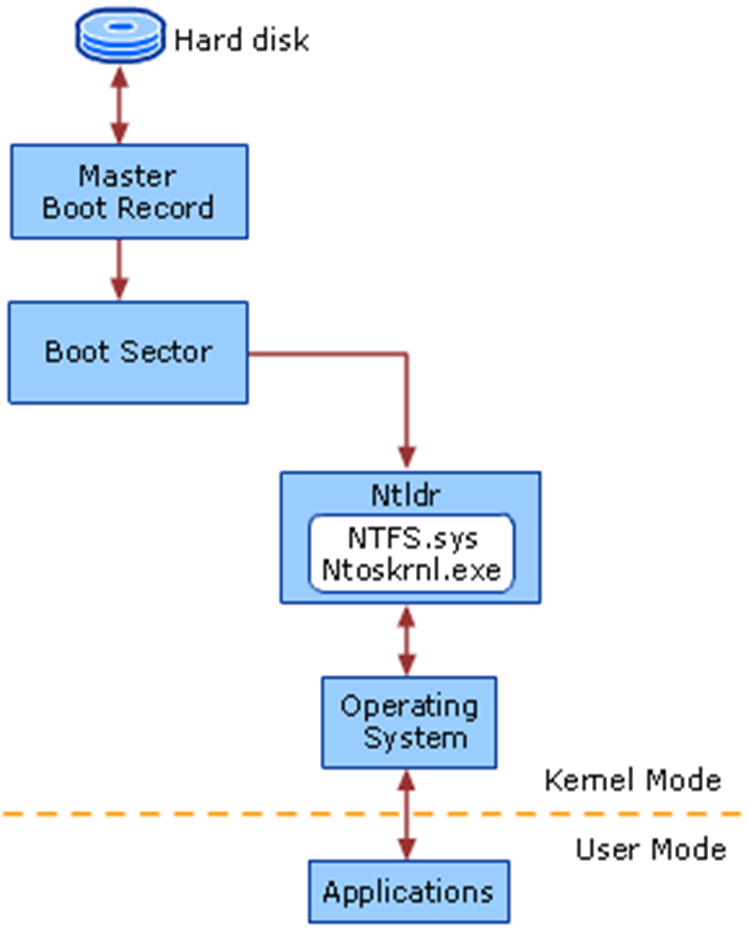 Hard disk
Master
Boot Record
Boot Sector
Ntldr
NTFS.sys
Ntoskrnl.exe
Operating
System
Kernel Mode
User Mode
Applications